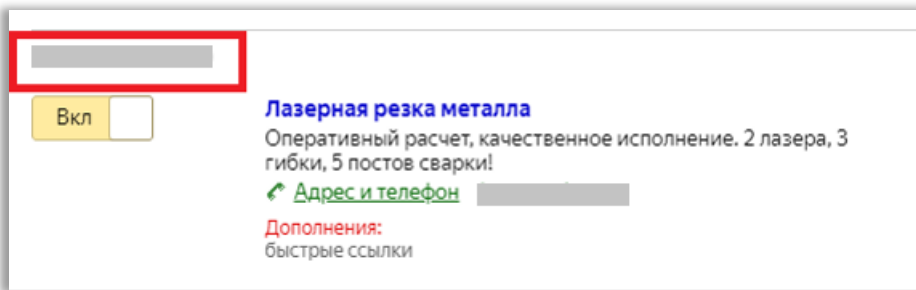 Вкл
Лазерная резка металла
Оперативный расчет, качественное исполнение. 2 лазера, 3
гибки, 5 постов сварки!
Адрес и телефон
Дополнения:
быстрые ссылки